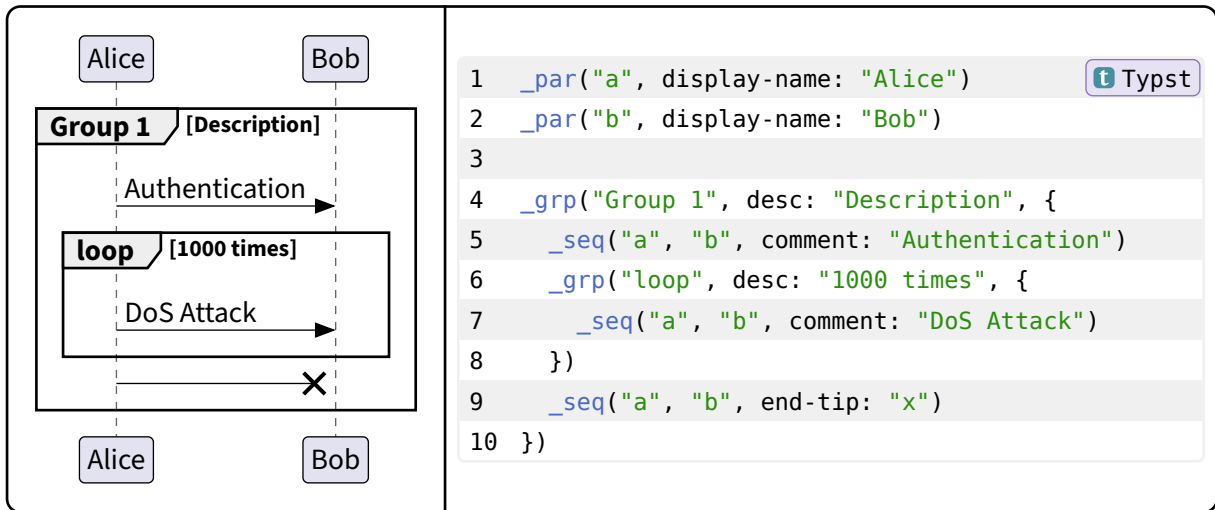 Alice Bob
Group 1 [Description]
Authentication
loop [1000 times]
DoS Attack
Alice Bob
Typst
1 _par("a", display-name: "Alice")
2 _par("b", display-name: "Bob")
3
4 _grp("Group 1", desc: "Description", {
5   _seq("a", "b", comment: "Authentication")
6   _grp("loop", desc: "1000 times", {
7     _seq("a", "b", comment: "DoS Attack")
8   })
9   _seq("a", "b", end-tip: "x")
10 })